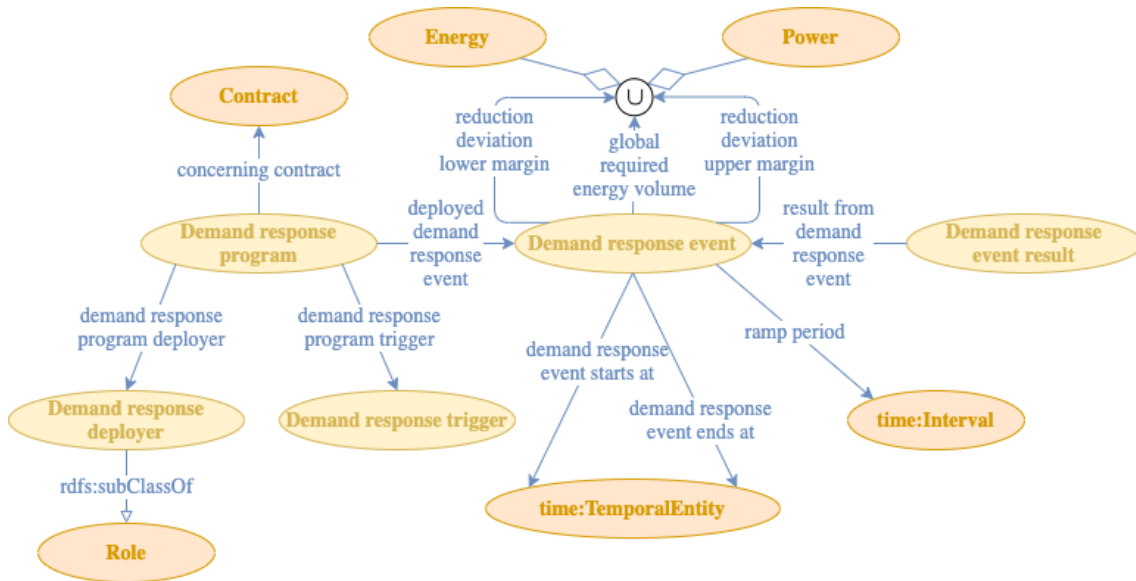 Energy
Power
Contract
U
reduction
deviation
lower margin
global
required
energy volume
reduction
deviation
upper margin
concerning contract
Demand response
program
deployed
demand
response
event
Demand response event
result from
demand
response
event
Demand response
event result
demand response
program deployer
demand response
program trigger
demand response
event starts at
ramp period
Demand response
deployer
Demand response trigger
demand response
event ends at
time:Interval
rdfs:subClassOf
time:TemporalEntity
Role